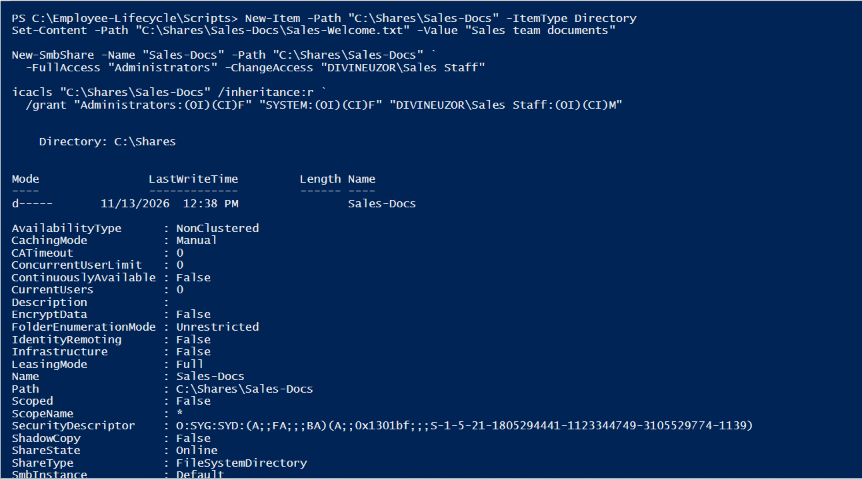 PS C:\Employee-Lifecycle\Scripts> New-Item -Path "C:\Shares\Sales-Docs" -ItemType Directory
Set-Content -Path "C:\Shares\Sales-Docs\Sales-Welcome.txt" -Value "Sales team documents"
New-SmbShare -Name "Sales-Docs" -Path "C:\Shares\Sales-Docs" `
-FullAccess "Administrators" -ChangeAccess "DIVINEUZOR\Sales Staff"
icacls "C:\Shares\Sales-Docs" /inheritance:r `
/grant "Administrators:(OI)(CI)F" "SYSTEM:(OI)(CI)F" "DIVINEUZOR\Sales Staff:(OI)(CI)M"
Directory: C:\Shares
Mode LastWriteTime Length Name
---- ------------- ------ ----
d----- 11/13/2026 12:38 PM Sales-Docs
AvailabilityType : NonClustered
CachingMode : Manual
CATimeout : 0
ConcurrentUserLimit : 0
ContinuouslyAvailable : False
CurrentUsers : 0
Description :
EncryptData : False
FolderEnumerationMode : Unrestricted
IdentityRemoting : False
Infrastructure : False
LeasingMode : Full
Name : Sales-Docs
Path : C:\Shares\Sales-Docs
Scoped : False
ScopeName : *
SecurityDescriptor : O:SYG:SYD:(A;;FA;;;BA)(A;;0x1301bf;;;S-1-5-21-1805294441-1123344749-3105529774-1139)
ShadowCopy : False
ShareState : Online
ShareType : FileSystemDirectory
SmbInstance : Default